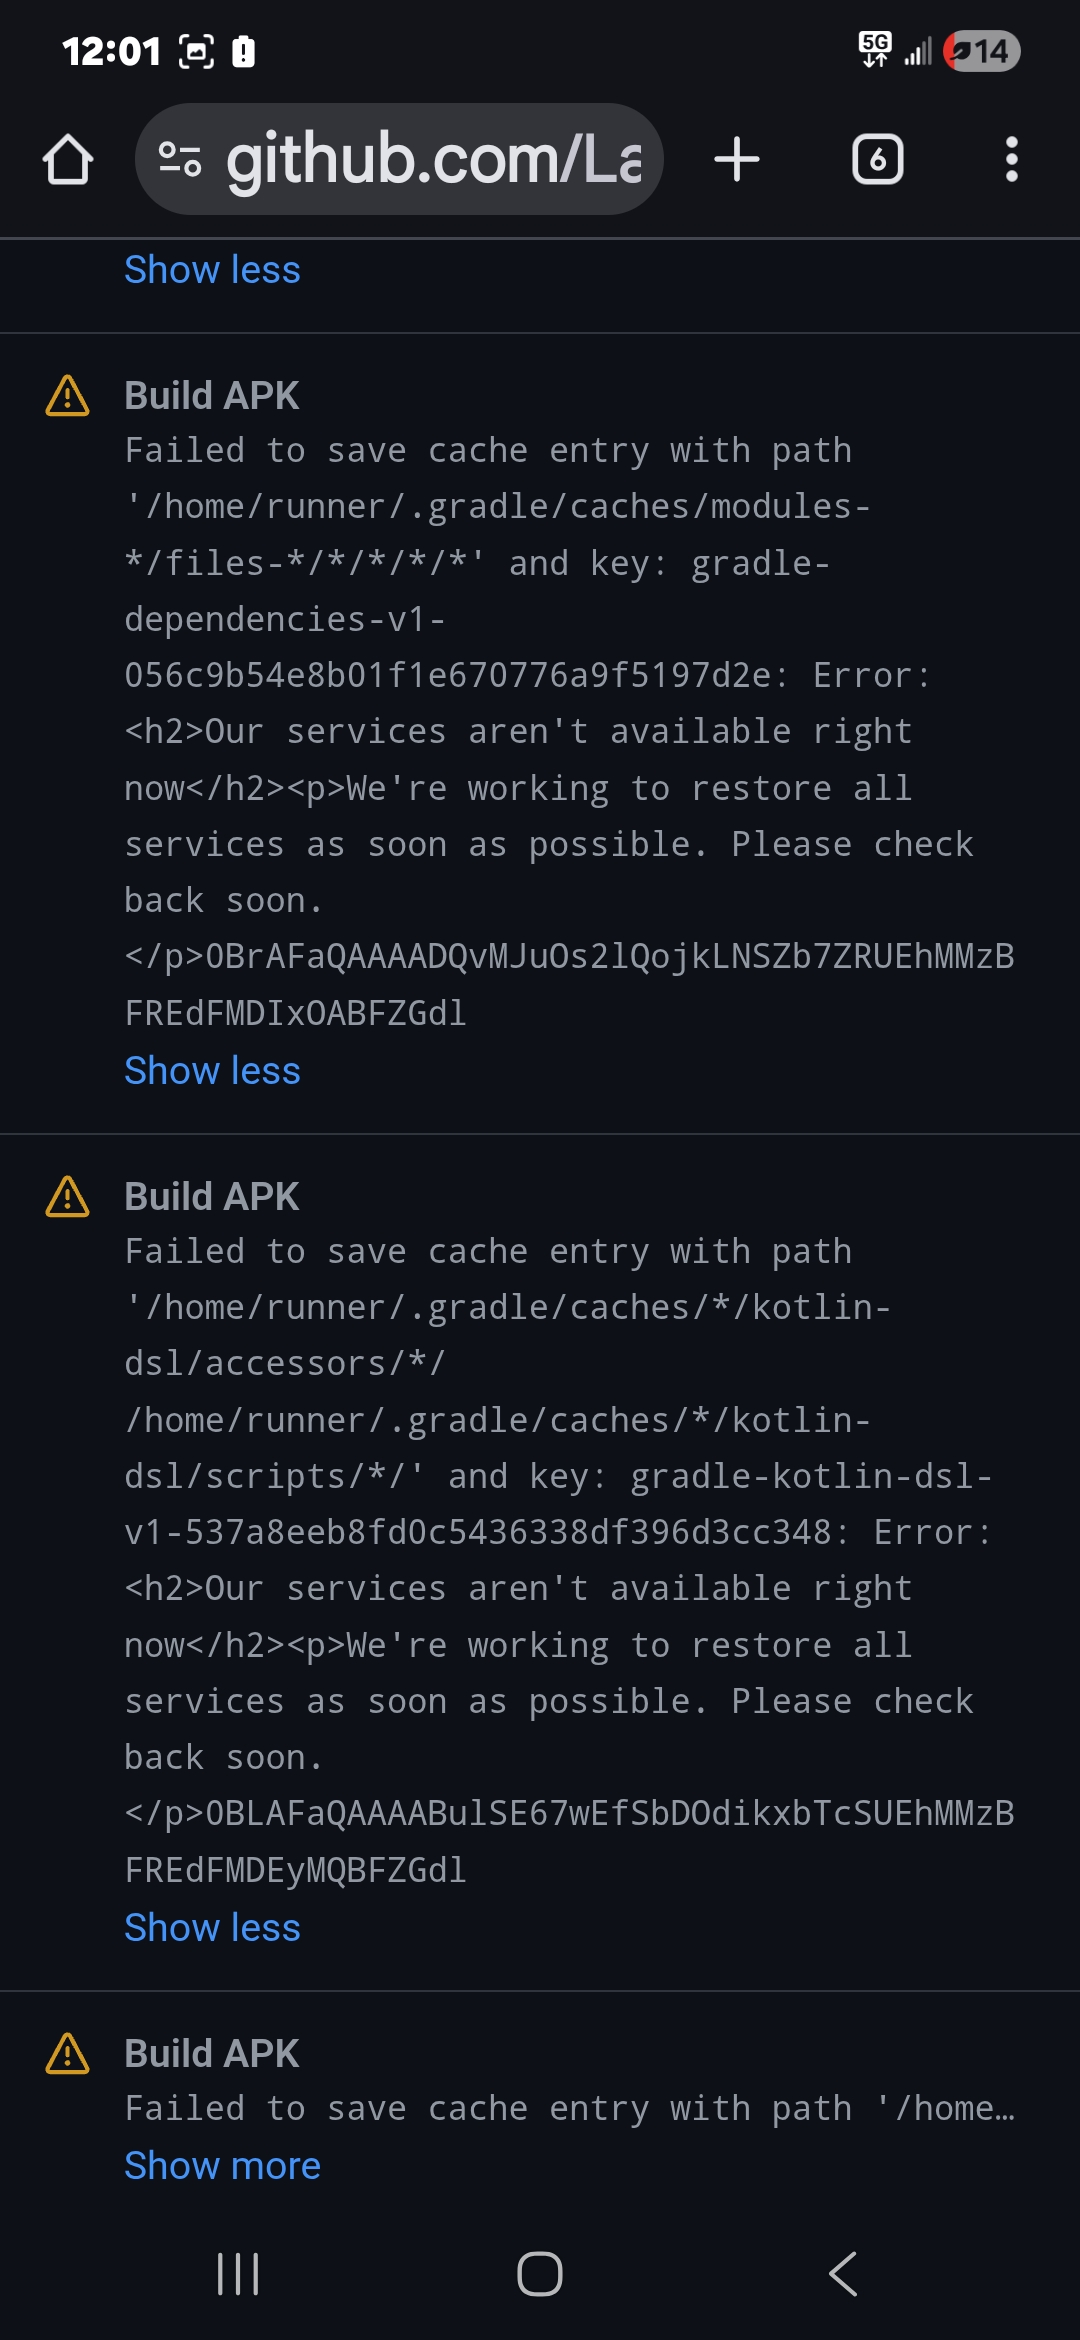 12:01
5G
14
github.com/La
6
Show less
Build APK
Failed to save cache entry with path
'/home/runner/.gradle/caches/modules-
*/files-*/*/*/*/*' and key: gradle-
dependencies-v1-
056c9b54e8b01f1e670776a9f5197d2e: Error:
<h2>Our services aren't available right
now</h2><p>We're working to restore all
services as soon as possible. Please check
back soon.
</p>0BrAFaQAAAADQvMJuOs2lQojkLNSZb7ZRUEhMMzB
FREdFMDIxOABFZGdl
Show less
Build APK
Failed to save cache entry with path
'/home/runner/.gradle/caches/*/kotlin-
dsl/accessors/*/
/home/runner/.gradle/caches/*/kotlin-
dsl/scripts/*/' and key: gradle-kotlin-dsl-
v1-537a8eeb8fd0c5436338df396d3cc348: Error:
<h2>Our services aren't available right
now</h2><p>We're working to restore all
services as soon as possible. Please check
back soon.
</p>0BLAFaQAAAABulSE67wEfSbDOdikxbTcSUEhMMzB
FREdFMDEyMQBFZGdl
Show less
Build APK
Failed to save cache entry with path '/home…
Show more